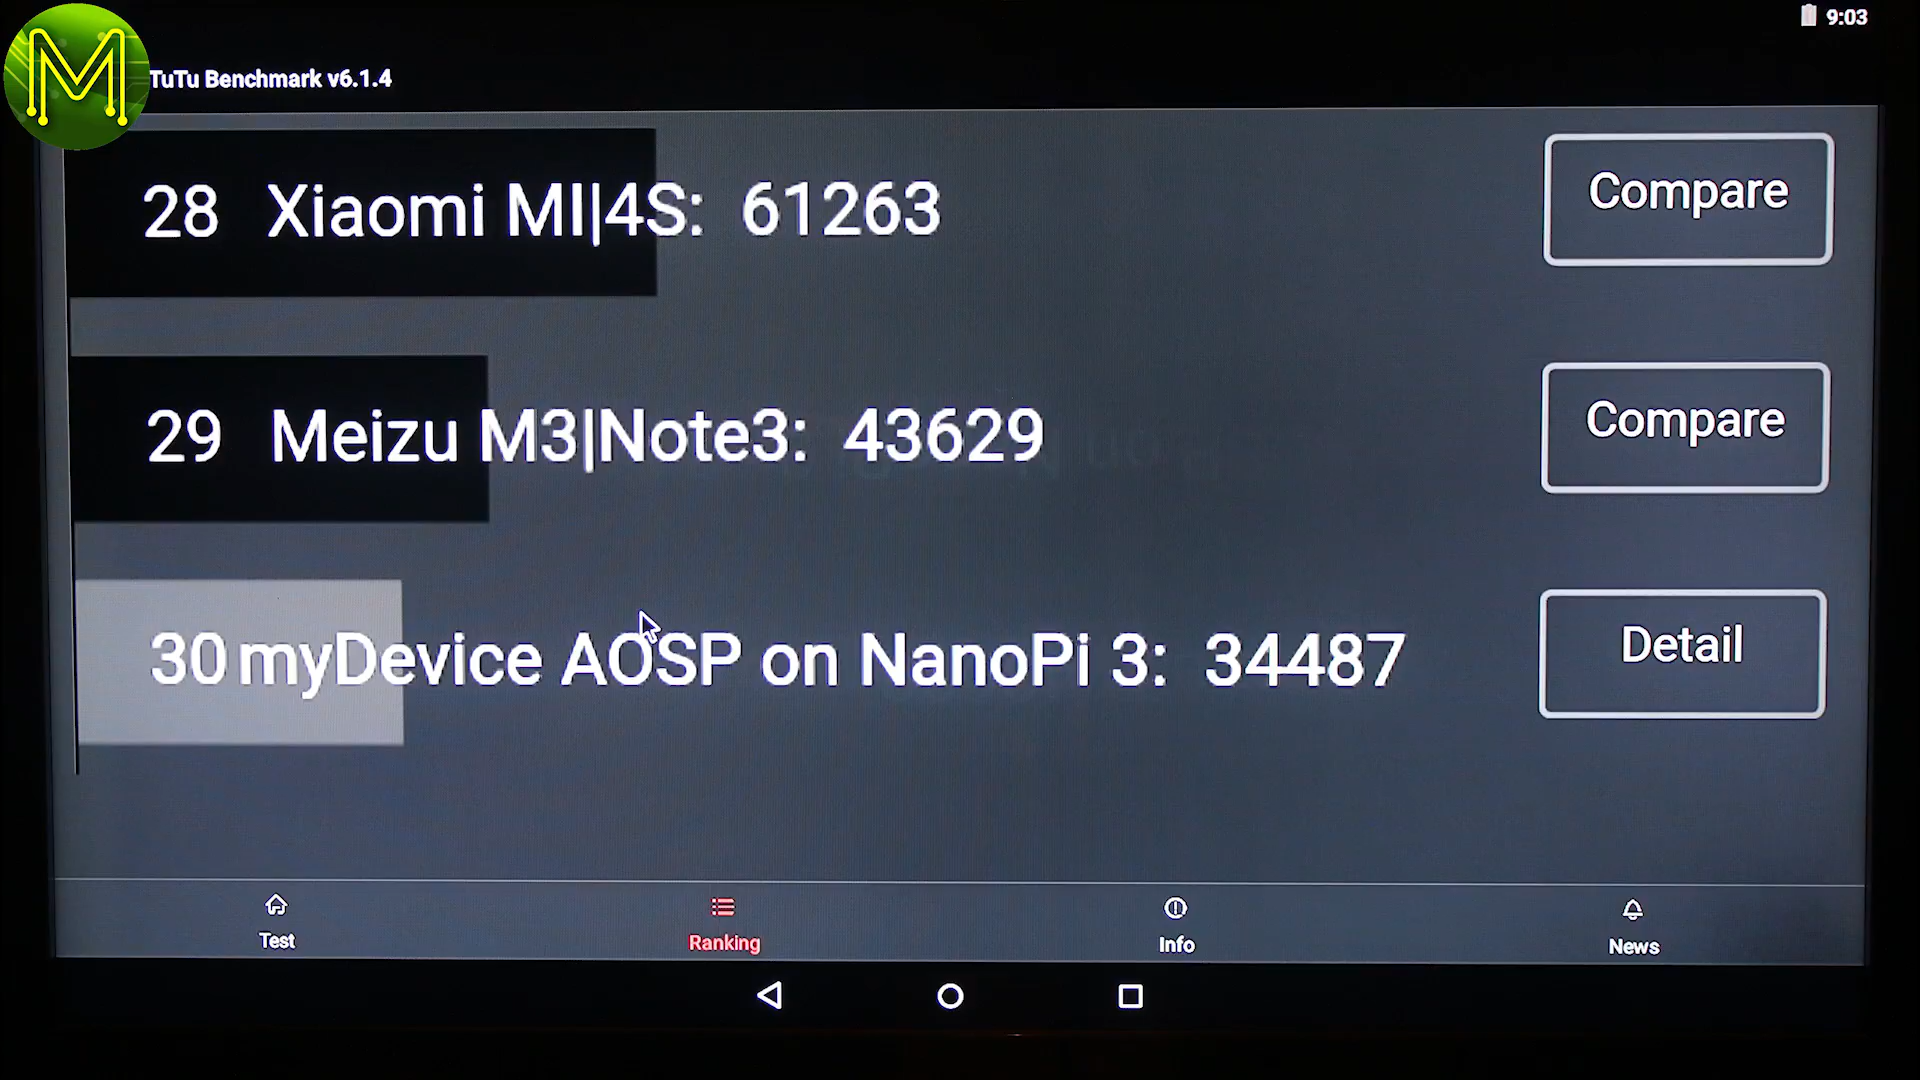 9:03
M
TuTu Benchmark v6.1.4
28 Xiaomi MI|4S: 61263
Compare
29 Meizu M3|Note3: 43629
Compare
30 myDevice AOSP on NanoPi 3: 34487
Detail
Test
Ranking
Info
News